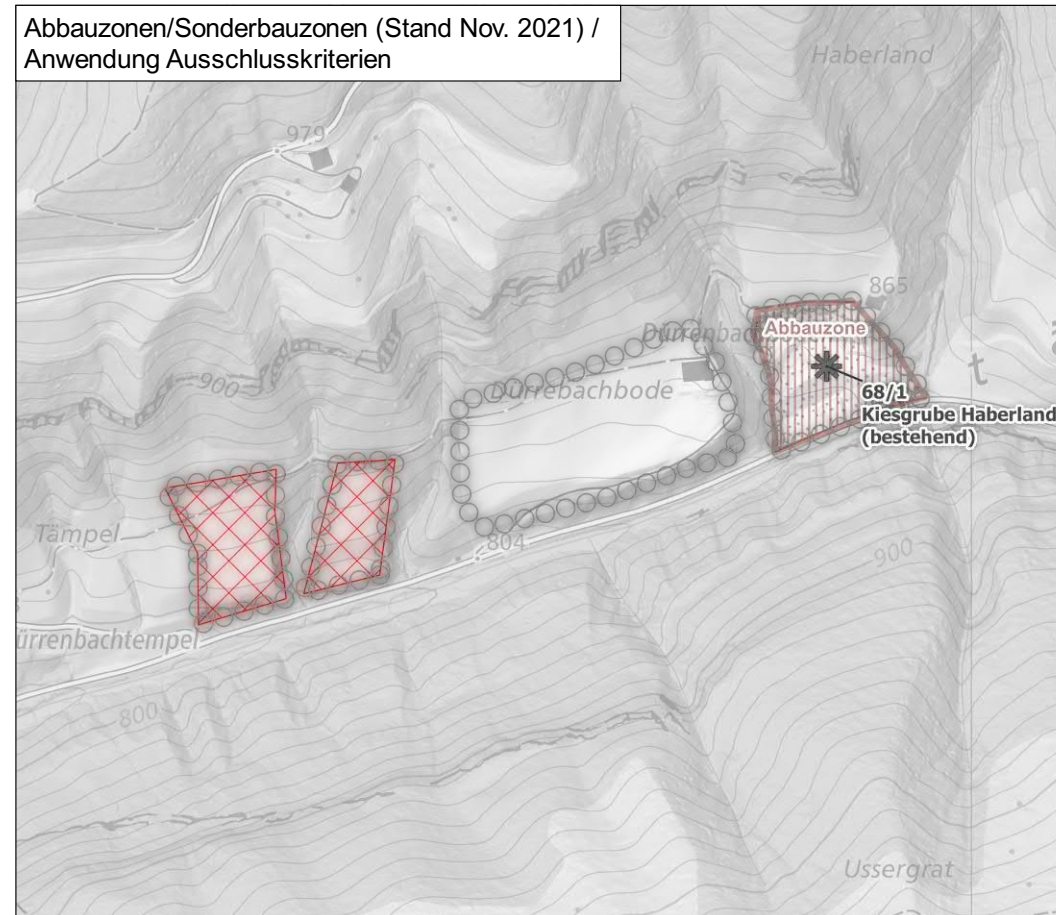 Abbauzonen/Sonderbauzonen (Stand Nov. 2021) /
Anwendung Ausschlusskriterien
Haberland
979
865
Abbauzone
t
900
Dürrebachbode
68/1
Kiesgrube Haberland
(bestehend)
Tämpel
804
900
ürrenbachtempel
800
Ussergrat